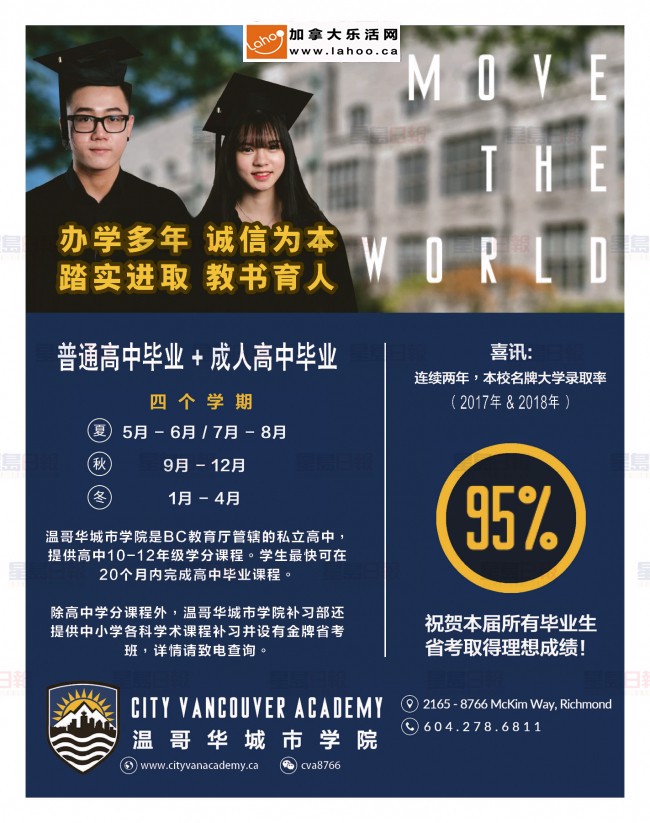 Lahoo
加拿大乐活网
www.lahoo.ca
MOVE
THE
WORLD
办学多年 诚信为本
踏实进取 教书育人
普通高中毕业 + 成人高中毕业
四个学期
夏 5月 - 6月 / 7月 - 8月
秋 9月 - 12月
冬 1月 - 4月
温哥华城市学院是BC教育厅管辖的私立高中，
提供高中10-12年级学分课程。学生最快可在
20个月内完成高中毕业课程。
除高中学分课程外，温哥华城市学院补习部还
提供中小学各科学术课程补习并设有金牌省考
班，详情请致电查询。
喜讯:
连续两年，本校名牌大学录取率
（2017年 & 2018年）
95%
祝贺本届所有毕业生
省考取得理想成绩！
CITY VANCOUVER ACADEMY
温哥华城市学院
www.cityvanacademy.ca cva8766
2165 - 8766 McKim Way, Richmond
604.278.6811
星島日報